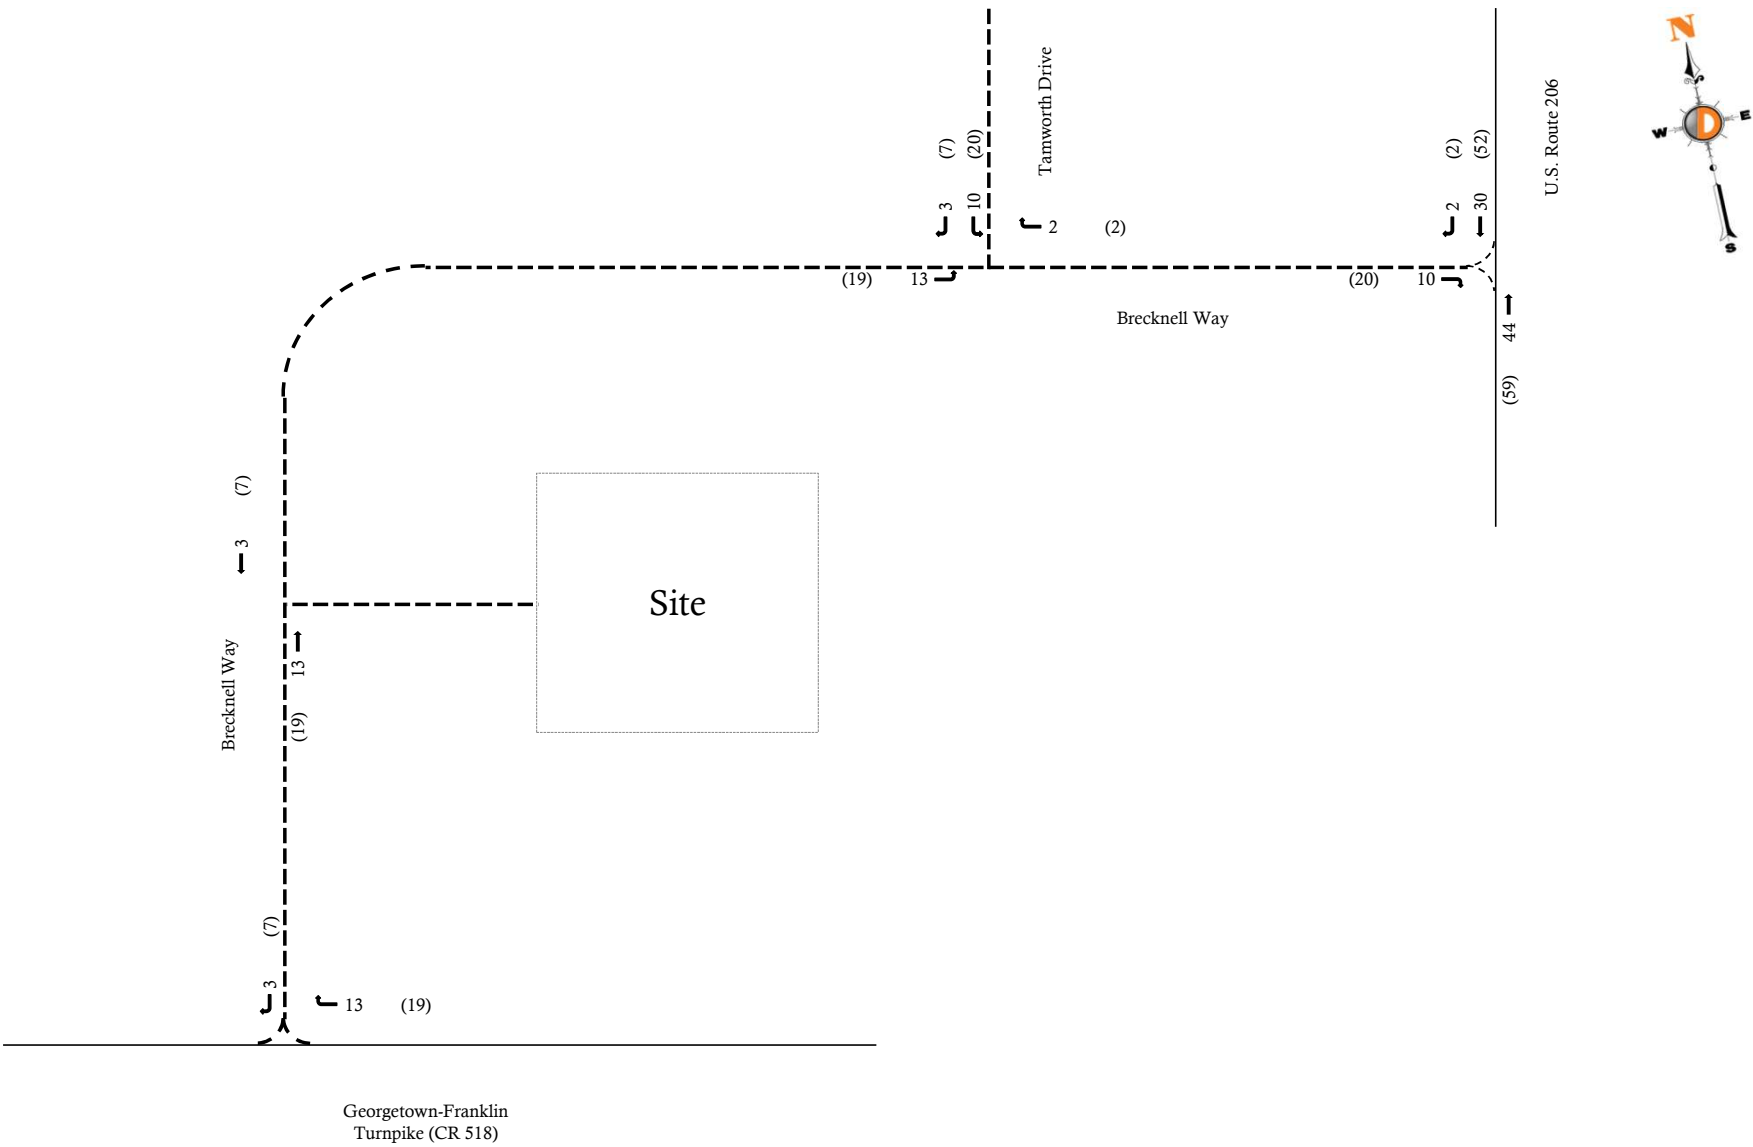 N
W
E
D
S
Tamworth Drive
U.S. Route 206
(7)
(20)
3
10
2 (2)
(2)
(52)
2
30
(19) 13
(20) 10
Brecknell Way
44
(59)
(7)
3
Site
13
(19)
Brecknell Way
(7)
3
13 (19)
Georgetown-Franklin
Turnpike (CR 518)